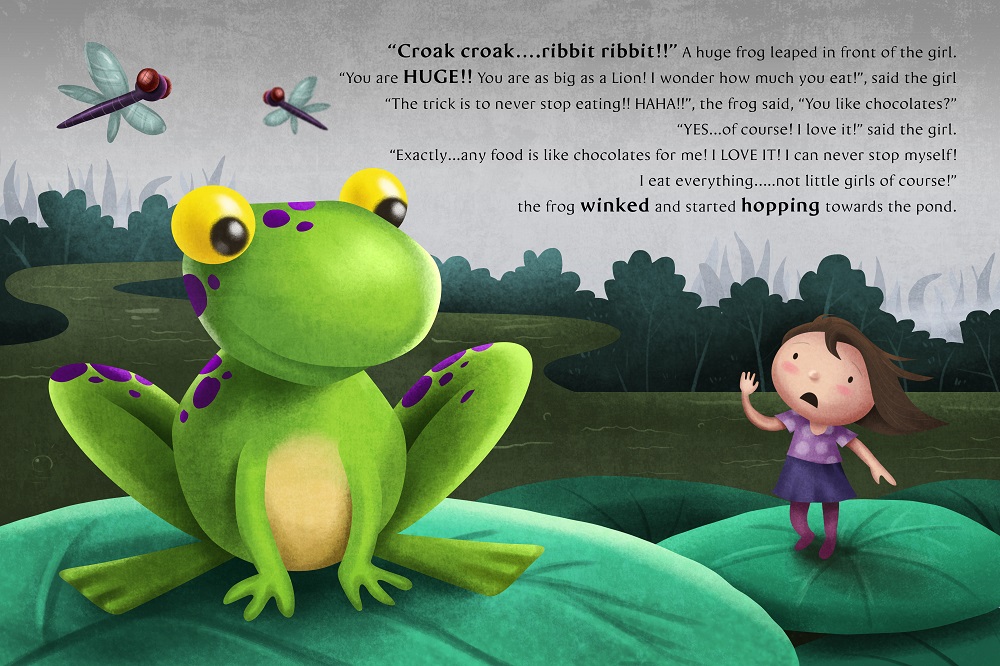 “Croak croak....ribbit ribbit!!” A huge frog leaped in front of the girl.
“You are HUGE!! You are as big as a Lion! I wonder how much you eat!”, said the girl
“The trick is to never stop eating!! HAHA!!”, the frog said, “You like chocolates?”
“YES...of course! I love it!” said the girl.
“Exactly...any food is like chocolates for me! I LOVE IT! I can never stop myself!
I eat everything.....not little girls of course!”
the frog winked and started hopping towards the pond.